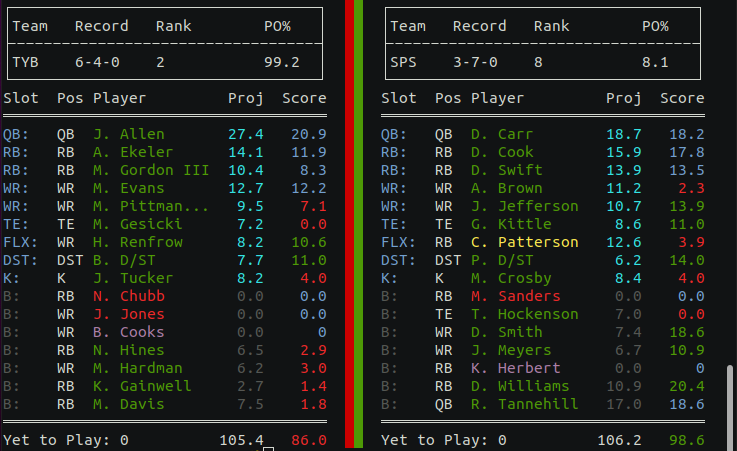 Team Record Rank PO%
TYB 6-4-0 2 99.2
Slot Pos Player Proj Score
QB: QB J. Allen 27.4 20.9
RB: RB A. Ekeler 14.1 11.9
RB: RB M. Gordon III 10.4 8.3
WR: WR M. Evans 12.7 12.2
WR: WR M. Pittman... 9.5 7.1
TE: TE M. Gesicki 7.2 0.0
FLX: WR H. Renfrow 8.2 10.6
DST: DST B. D/ST 7.7 11.0
K: K J. Tucker 8.2 4.0
B: RB N. Chubb 0.0 0.0
B: WR J. Jones 0.0 0.0
B: WR B. Cooks 0.0 0
B: RB N. Hines 6.5 2.9
B: WR M. Hardman 6.2 3.0
B: RB K. Gainwell 2.7 1.4
B: RB M. Davis 7.5 1.8
Yet to Play: 0 105.4 86.0
Team Record Rank PO%
SPS 3-7-0 8 8.1
Slot Pos Player Proj Score
QB: QB D. Carr 18.7 18.2
RB: RB D. Cook 15.9 17.8
RB: RB D. Swift 13.9 13.5
WR: WR A. Brown 11.2 2.3
WR: WR J. Jefferson 10.7 13.9
TE: TE G. Kittle 8.6 11.0
FLX: RB C. Patterson 12.6 3.9
DST: DST P. D/ST 6.2 14.0
K: K M. Crosby 8.4 4.0
B: RB M. Sanders 0.0 0.0
B: TE T. Hockenson 7.0 0.0
B: WR D. Smith 7.4 18.6
B: WR J. Meyers 6.7 10.9
B: RB K. Herbert 0.0 0
B: RB D. Williams 10.9 20.4
B: QB R. Tannehill 17.0 18.6
Yet to Play: 0 106.2 98.6